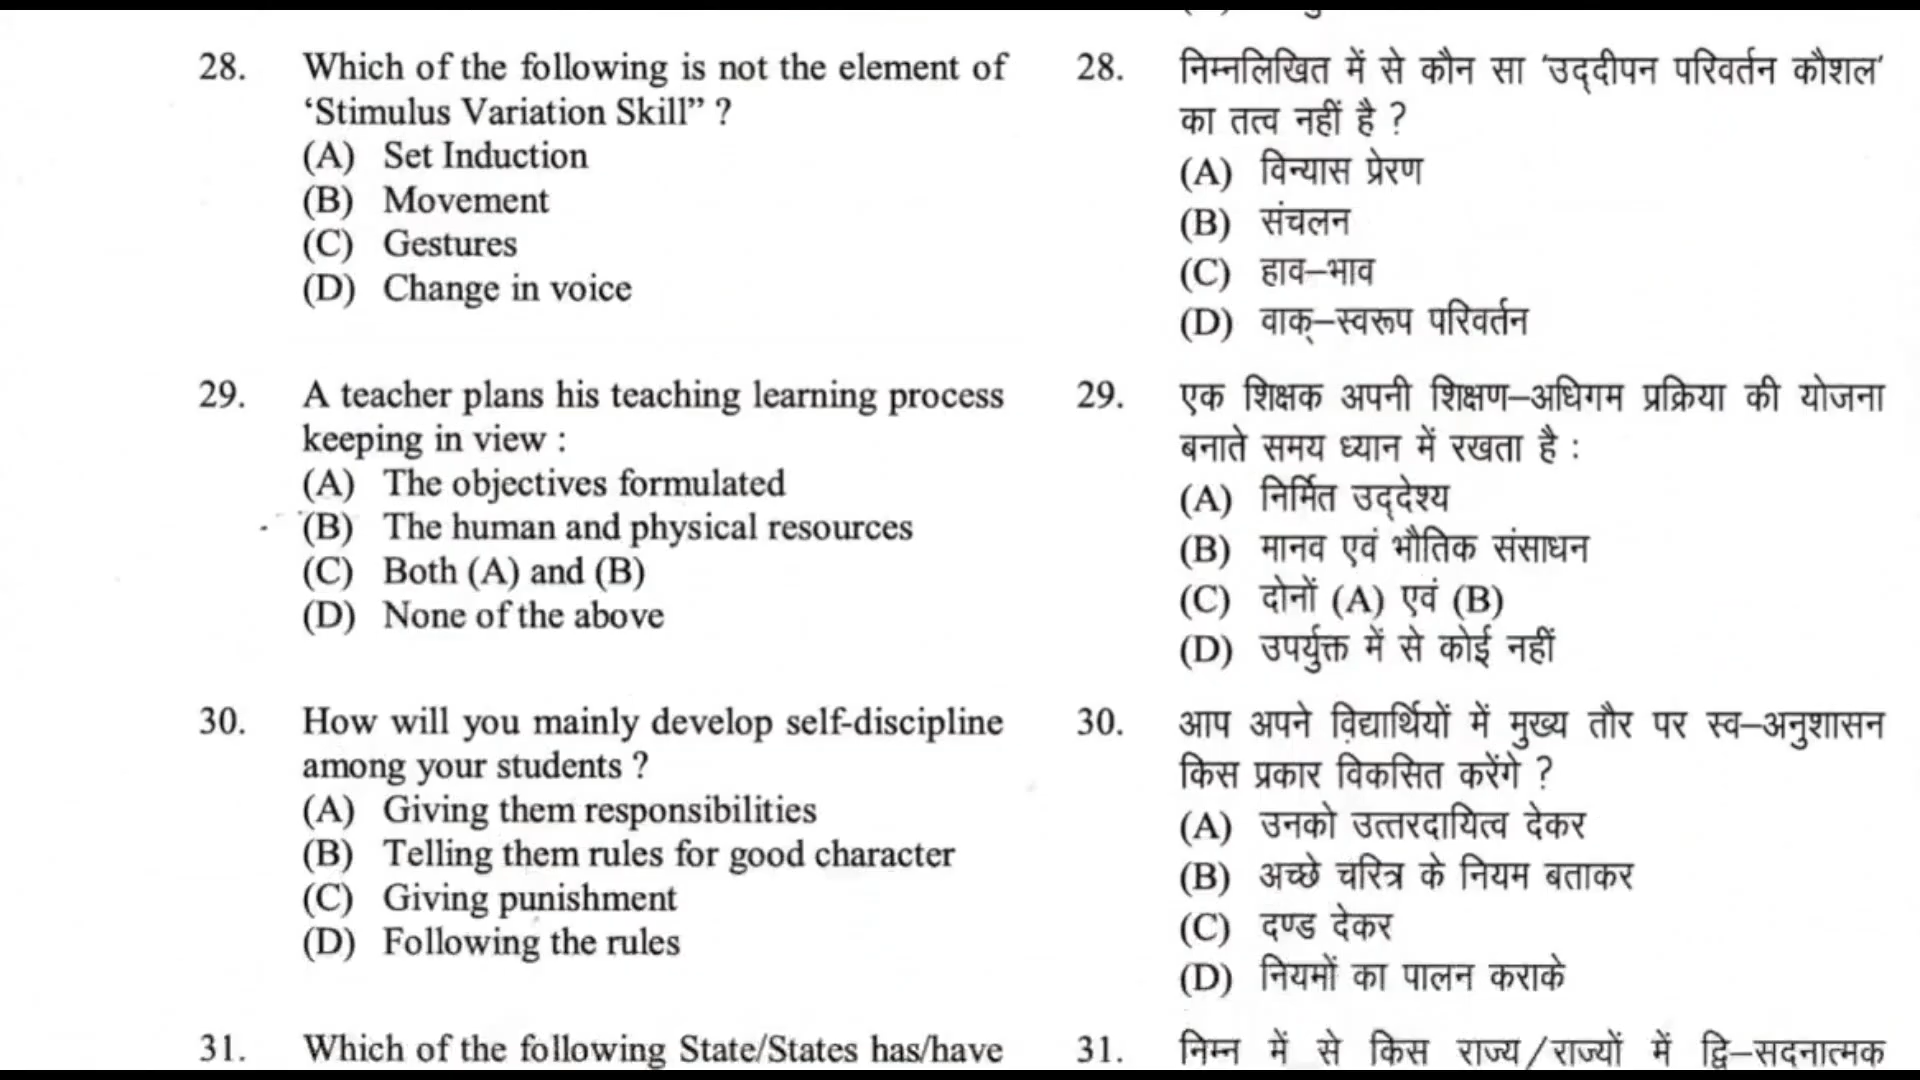 28. Which of the following is not the element of
‘Stimulus Variation Skill” ?
(A) Set Induction
(B) Movement
(C) Gestures
(D) Change in voice
29. A teacher plans his teaching learning process
keeping in view :
(A) The objectives formulated
(B) The human and physical resources
(C) Both (A) and (B)
(D) None of the above
30. How will you mainly develop self-discipline
among your students ?
(A) Giving them responsibilities
(B) Telling them rules for good character
(C) Giving punishment
(D) Following the rules
31. Which of the following State/States has/have
28. निम्नलिखित में से कौन सा ‘उद्दीपन परिवर्तन कौशल’
का तत्व नहीं है ?
(A) विन्यास प्रेरण
(B) संचलन
(C) हाव–भाव
(D) वाक्–स्वरूप परिवर्तन
29. एक शिक्षक अपनी शिक्षण–अधिगम प्रक्रिया की योजना
बनाते समय ध्यान में रखता है :
(A) निर्मित उद्देश्य
(B) मानव एवं भौतिक संसाधन
(C) दोनों (A) एवं (B)
(D) उपर्युक्त में से कोई नहीं
30. आप अपने विद्यार्थियों में मुख्य तौर पर स्व–अनुशासन
किस प्रकार विकसित करेंगे ?
(A) उनको उत्तरदायित्व देकर
(B) अच्छे चरित्र के नियम बताकर
(C) दण्ड देकर
(D) नियमों का पालन कराके
31. निम्न में से किस राज्य/राज्यों में द्वि–सदनात्मक